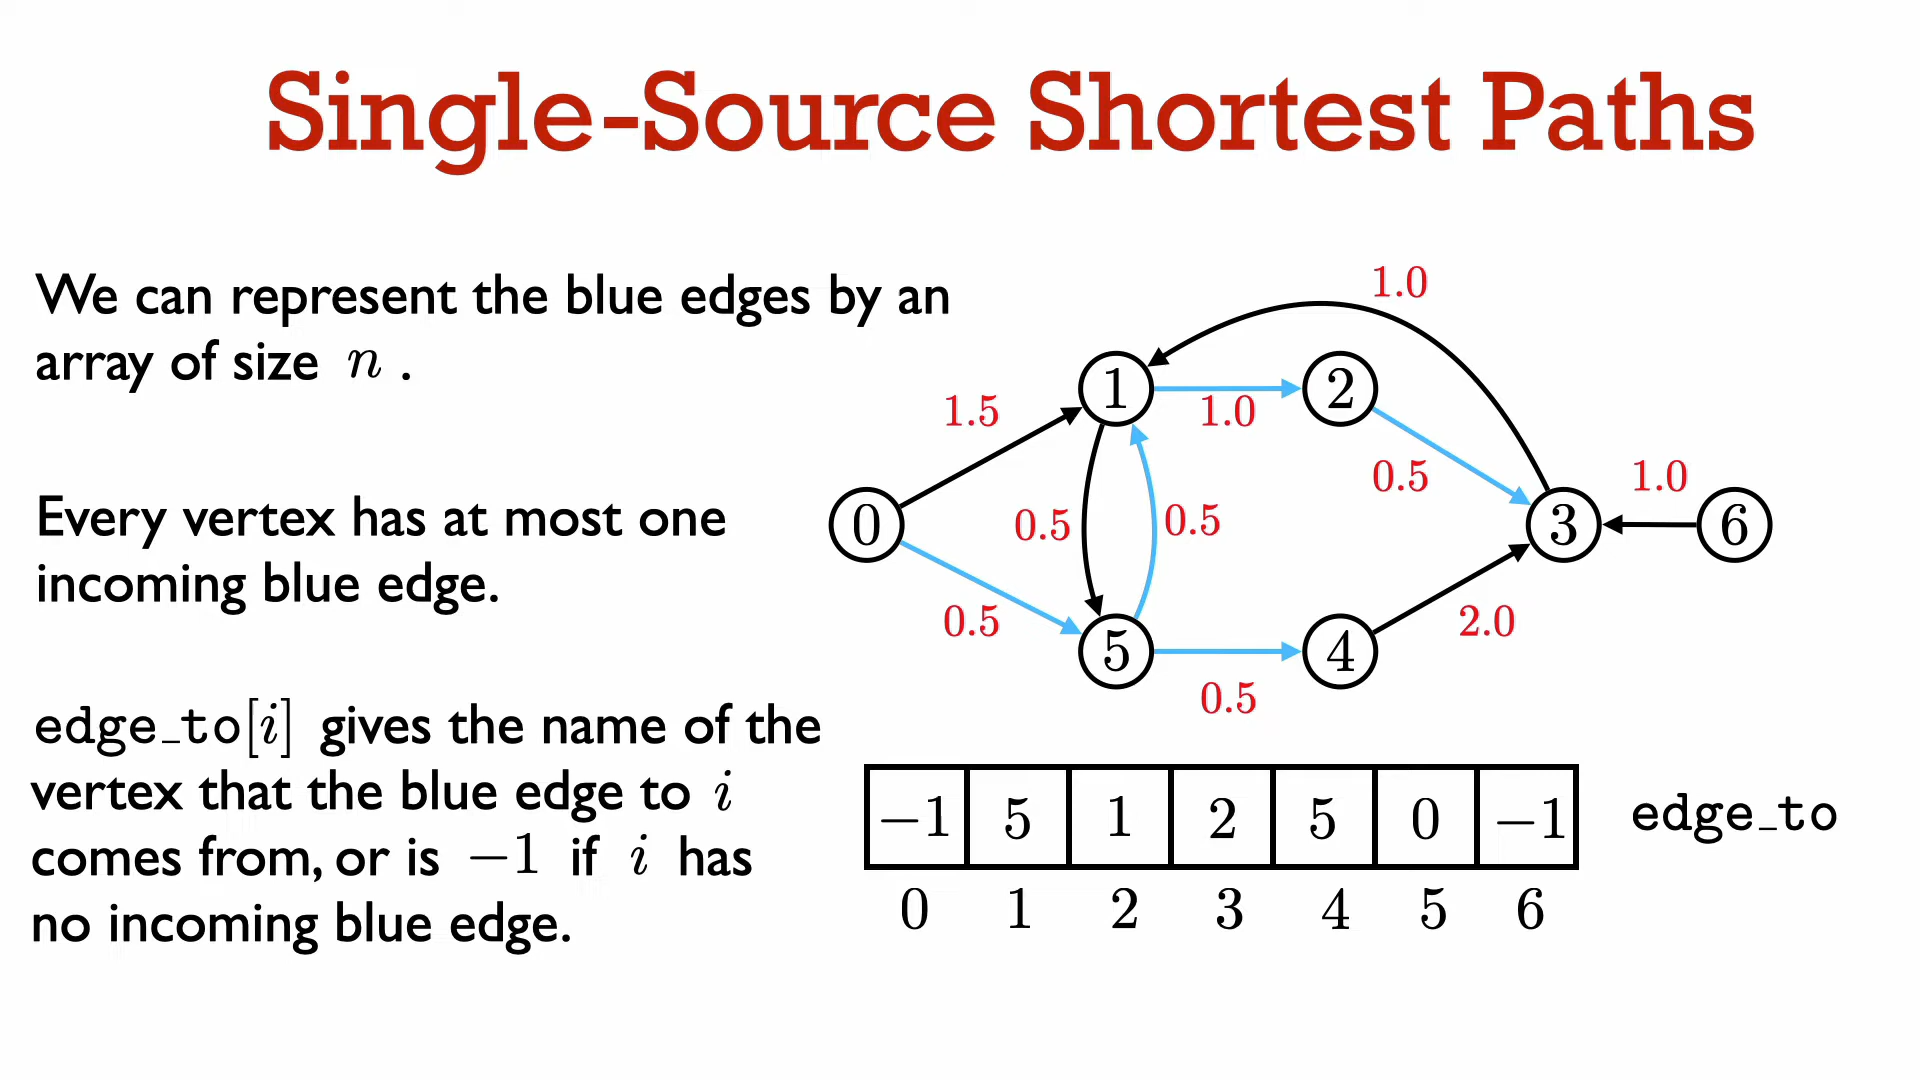 Single-Source Shortest Paths
We can represent the blue edges by an
array of size n .
Every vertex has at most one
incoming blue edge.
edge_to[i] gives the name of the
vertex that the blue edge to i
comes from, or is −1 if i has
no incoming blue edge.
1.0
1 2
1.5 1.0
0.5 1.0
0 0.5 0.5 3 6
0.5 2.0
5 4
0.5
−1 5 1 2 5 0 −1 edge_to
0 1 2 3 4 5 6